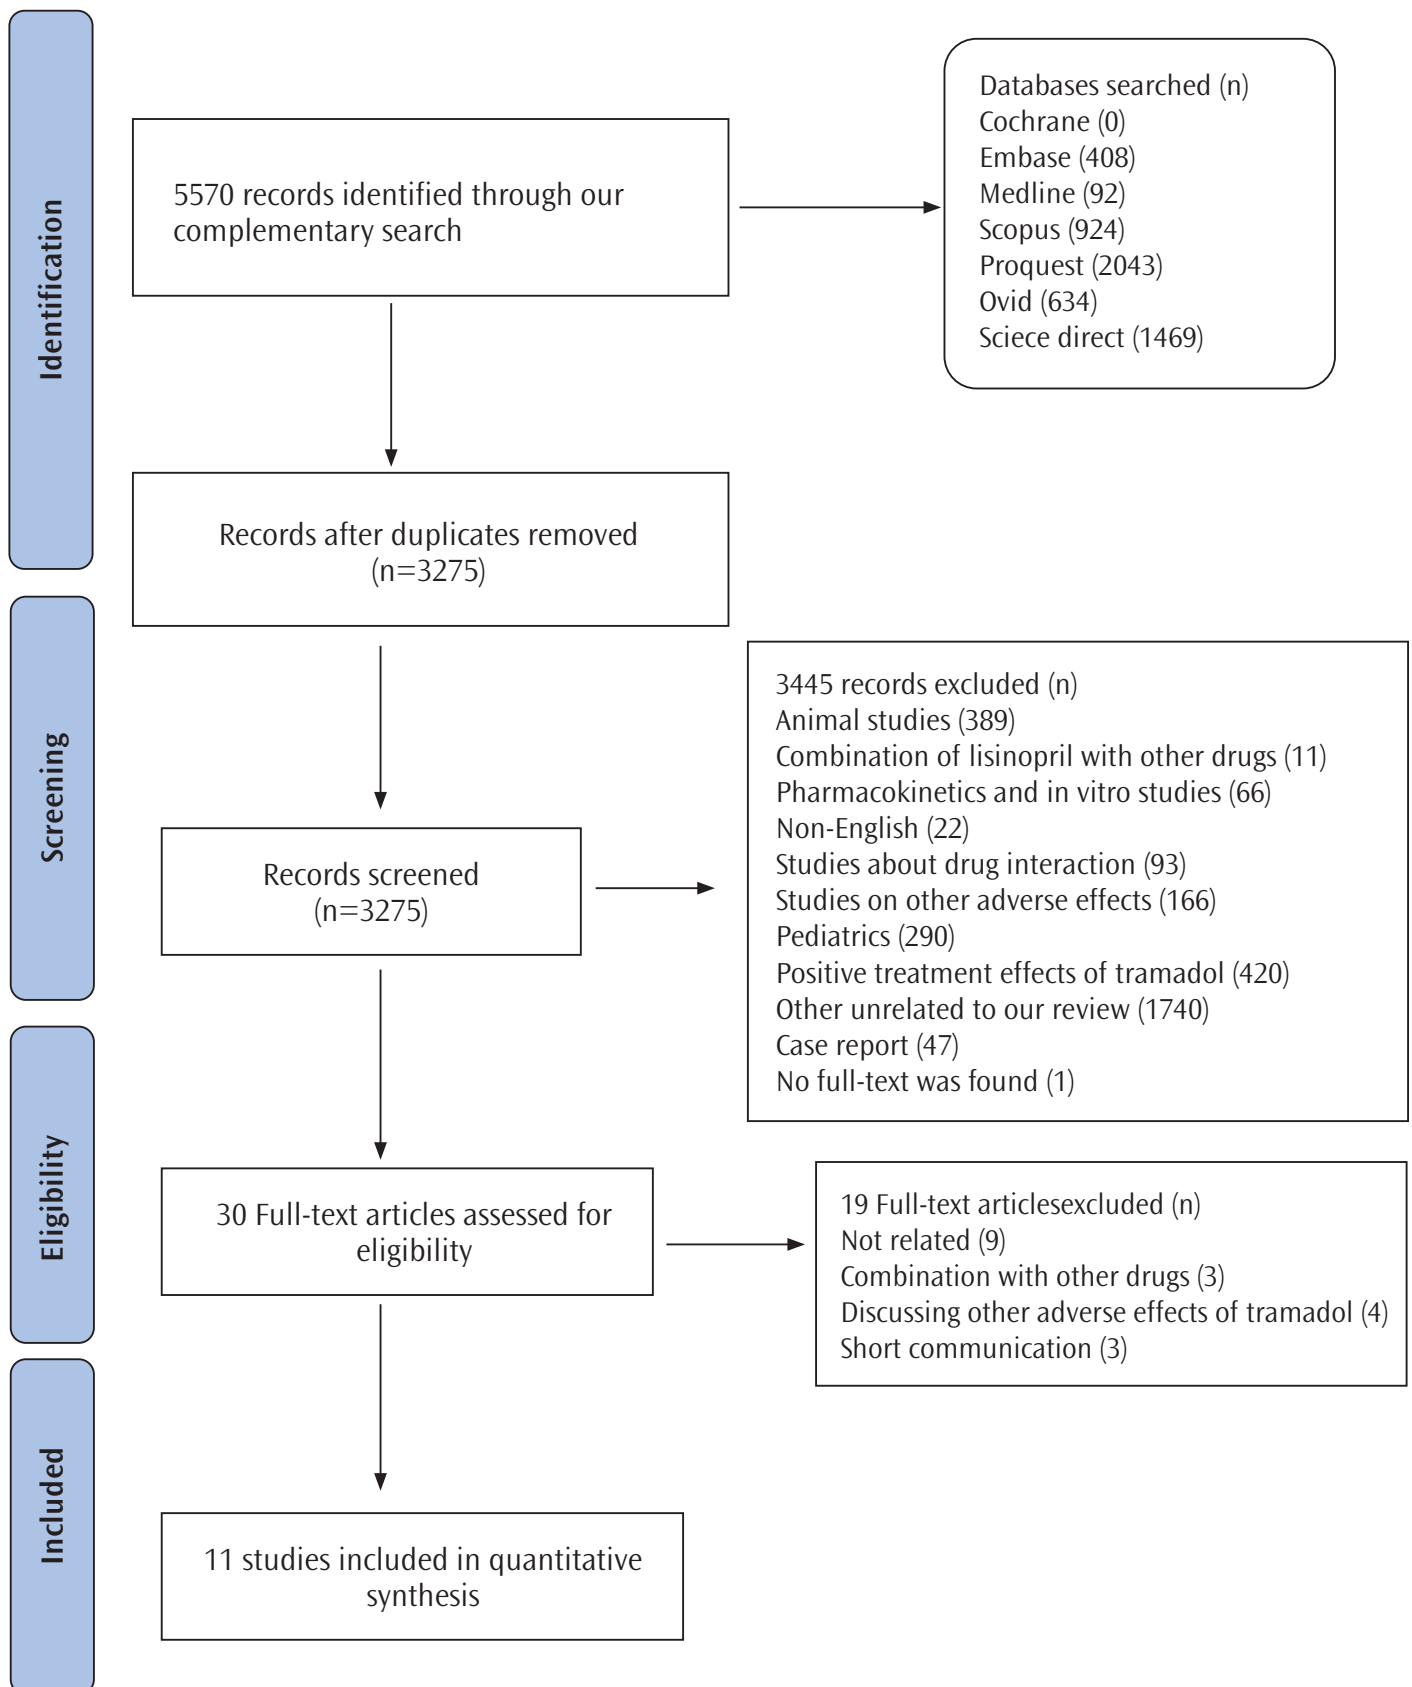 Identification
5570 records identified through our
complementary search
Databases searched (n)
Cochrane (0)
Embase (408)
Medline (92)
Scopus (924)
Proquest (2043)
Ovid (634)
Sciece direct (1469)
Records after duplicates removed
(n=3275)
Screening
Records screened
(n=3275)
3445 records excluded (n)
Animal studies (389)
Combination of lisinopril with other drugs (11)
Pharmacokinetics and in vitro studies (66)
Non-English (22)
Studies about drug interaction (93)
Studies on other adverse effects (166)
Pediatrics (290)
Positive treatment effects of tramadol (420)
Other unrelated to our review (1740)
Case report (47)
No full-text was found (1)
Eligibility
30 Full-text articles assessed for
eligibility
19 Full-text articlesexcluded (n)
Not related (9)
Combination with other drugs (3)
Discussing other adverse effects of tramadol (4)
Short communication (3)
Included
11 studies included in quantitative
synthesis